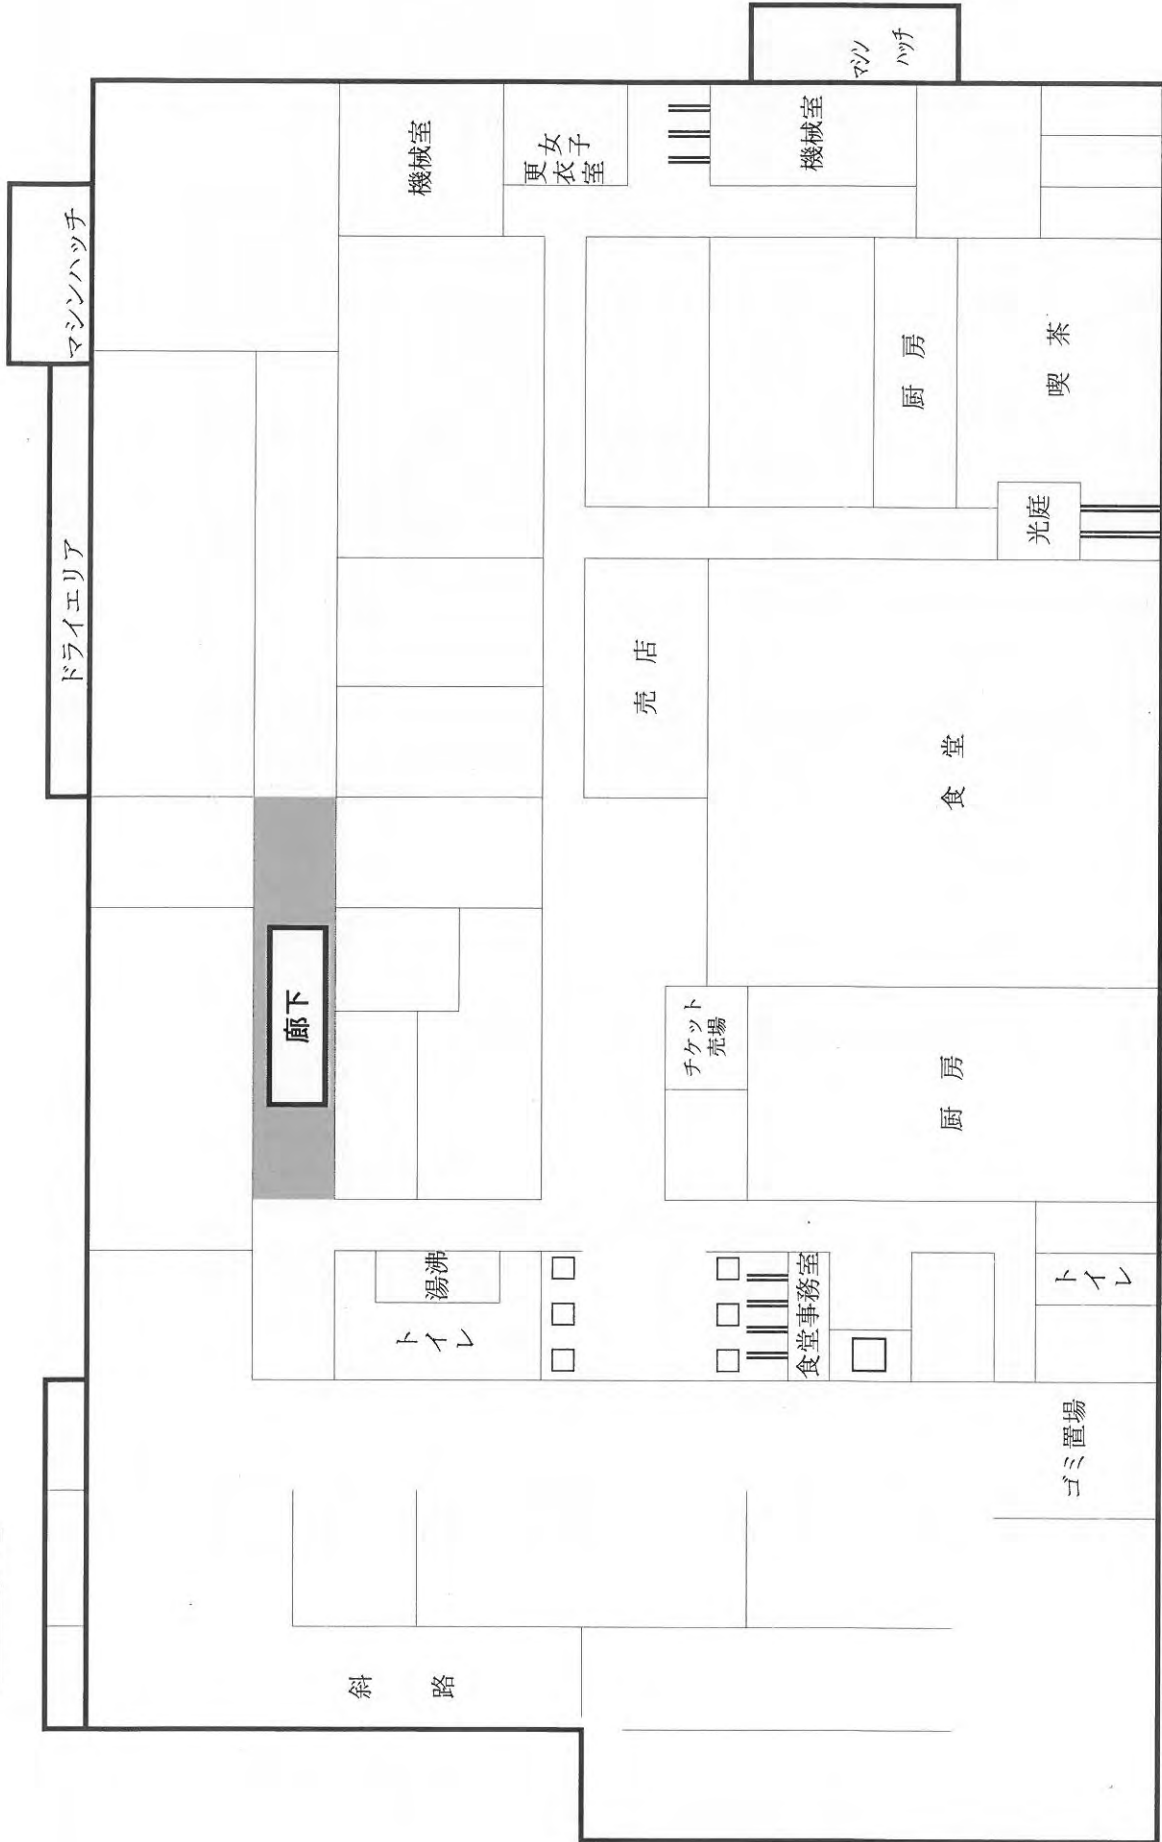 マシンハッチ
ドライエリア
廊下
斜路
トイレ
湯沸
機械室
女子
更衣室
売店
チケット
売場
食堂事務室
機械室
マシン
ハッチ
厨房
食堂
厨房
光庭
喫茶
ゴミ置場
トイレ